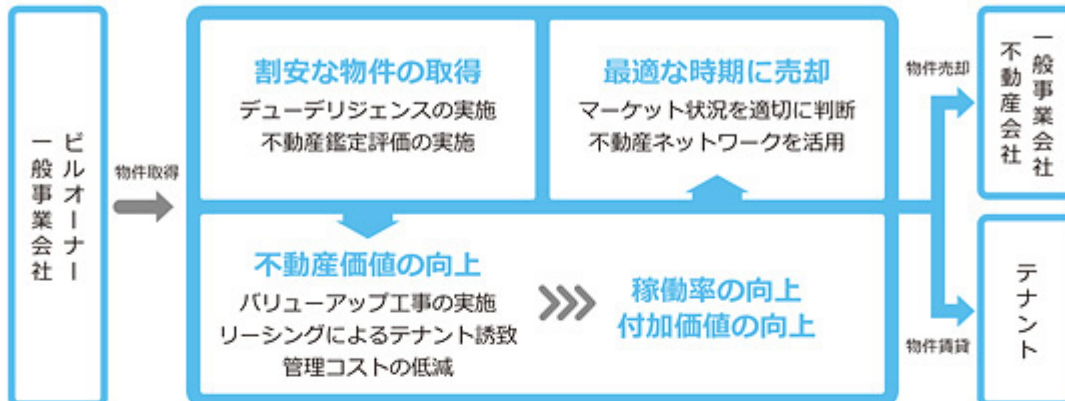 ビルオーナー
一般事業会社
物件取得
割安な物件の取得
デューデリジェンスの実施
不動産鑑定評価の実施
最適な時期に売却
マーケット状況を適切に判断
不動産ネットワークを活用
不動産価値の向上
バリューアップ工事の実施
リーシングによるテナント誘致
管理コストの低減
稼働率の向上
付加価値の向上
物件売却
一般事業会社
不動産会社
物件賃貸
テナント